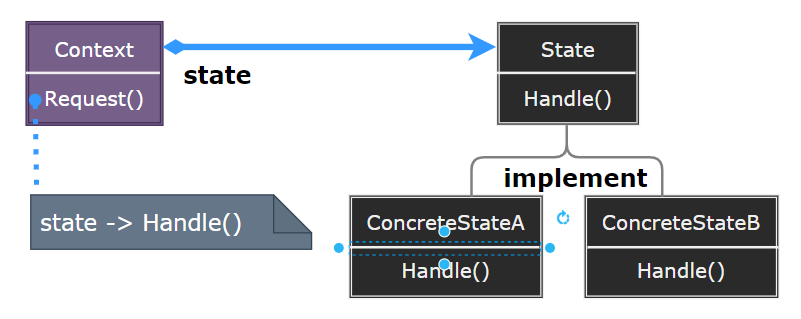 Context
State
state
Request()
Handle()
implement
state -> Handle()
ConcreteStateA
ConcreteStateB
Handle()
Handle()